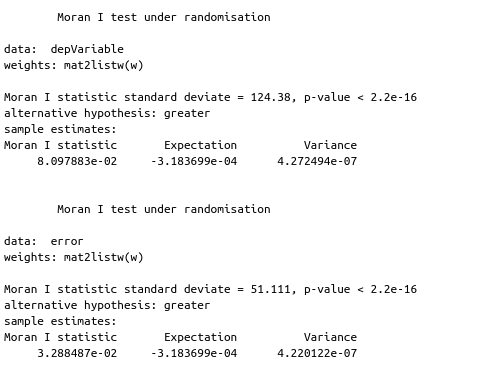 Moran I test under randomisation
data:  depVariable
weights: mat2listw(w)
Moran I statistic standard deviate = 124.38, p-value < 2.2e-16
alternative hypothesis: greater
sample estimates:
Moran I statistic       Expectation          Variance
     8.097883e-02     -3.183699e-04      4.272494e-07
Moran I test under randomisation
data:  error
weights: mat2listw(w)
Moran I statistic standard deviate = 51.111, p-value < 2.2e-16
alternative hypothesis: greater
sample estimates:
Moran I statistic       Expectation          Variance
     3.288487e-02     -3.183699e-04      4.220122e-07